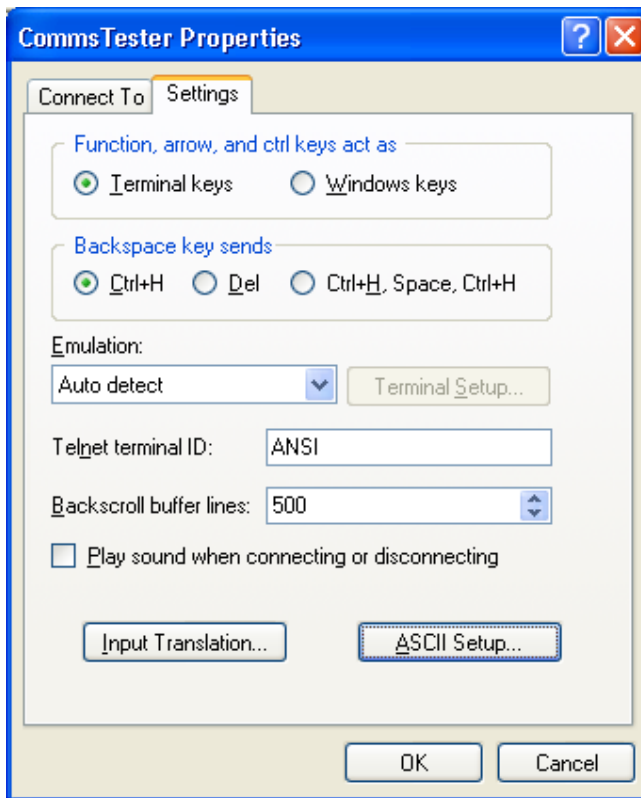 CommsTester Properties
Connect To Settings
Function, arrow, and ctrl keys act as
Terminal keys Windows keys
Backspace key sends
Ctrl+H Del Ctrl+H, Space, Ctrl+H
Emulation:
Auto detect Terminal Setup...
Telnet terminal ID: ANSI
Backscroll buffer lines: 500
Play sound when connecting or disconnecting
Input Translation... ASCII Setup...
OK Cancel